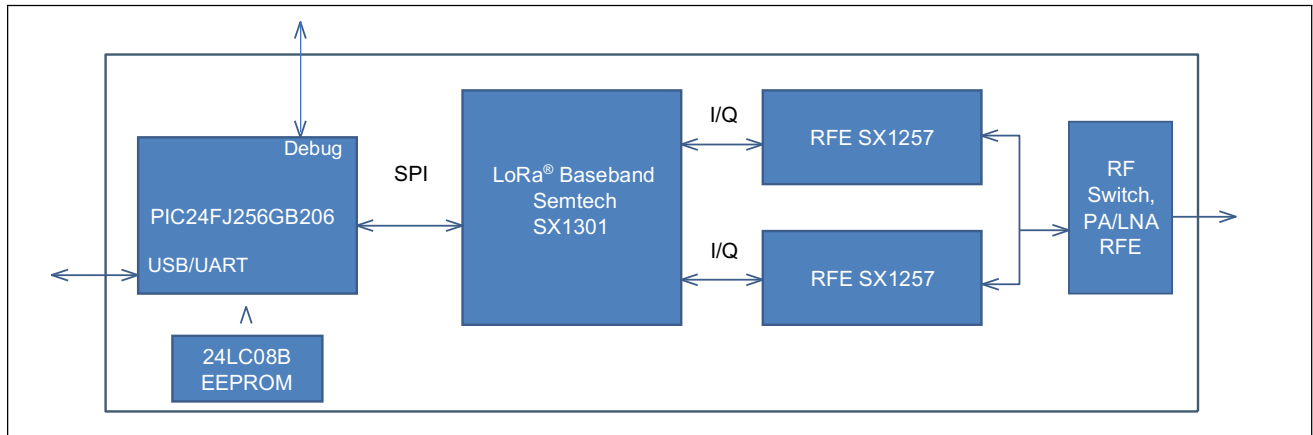 Debug
PIC24FJ256GB206
USB/UART
24LC08B
EEPROM
SPI
LoRa® Baseband
Semtech
SX1301
I/Q
RFE SX1257
I/Q
RFE SX1257
RF
Switch,
PA/LNA
RFE